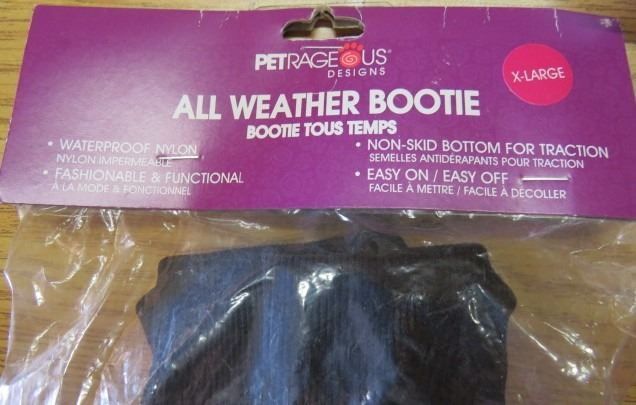 PETRAGEOUS®
DESIGNS
X-LARGE
ALL WEATHER BOOTIE
BOOTIE TOUS TEMPS
• WATERPROOF NYLON
NYLON IMPERMEABLE
• FASHIONABLE & FUNCTIONAL
À LA MODE & FONCTIONNEL
• NON-SKID BOTTOM FOR TRACTION
SEMELLES ANTIDÉRAPANTS POUR TRACTION
• EASY ON / EASY OFF
FACILE À METTRE / FACILE À DÉCOLLER